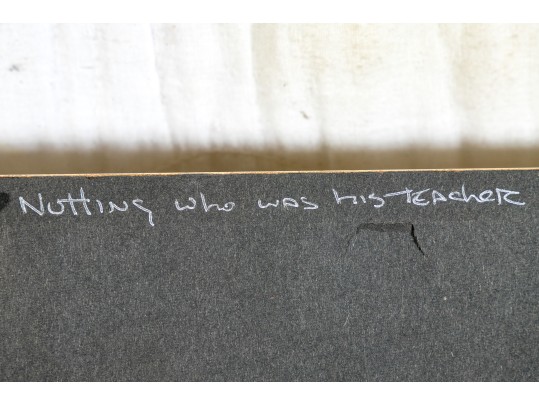 Nutting who was his teacher